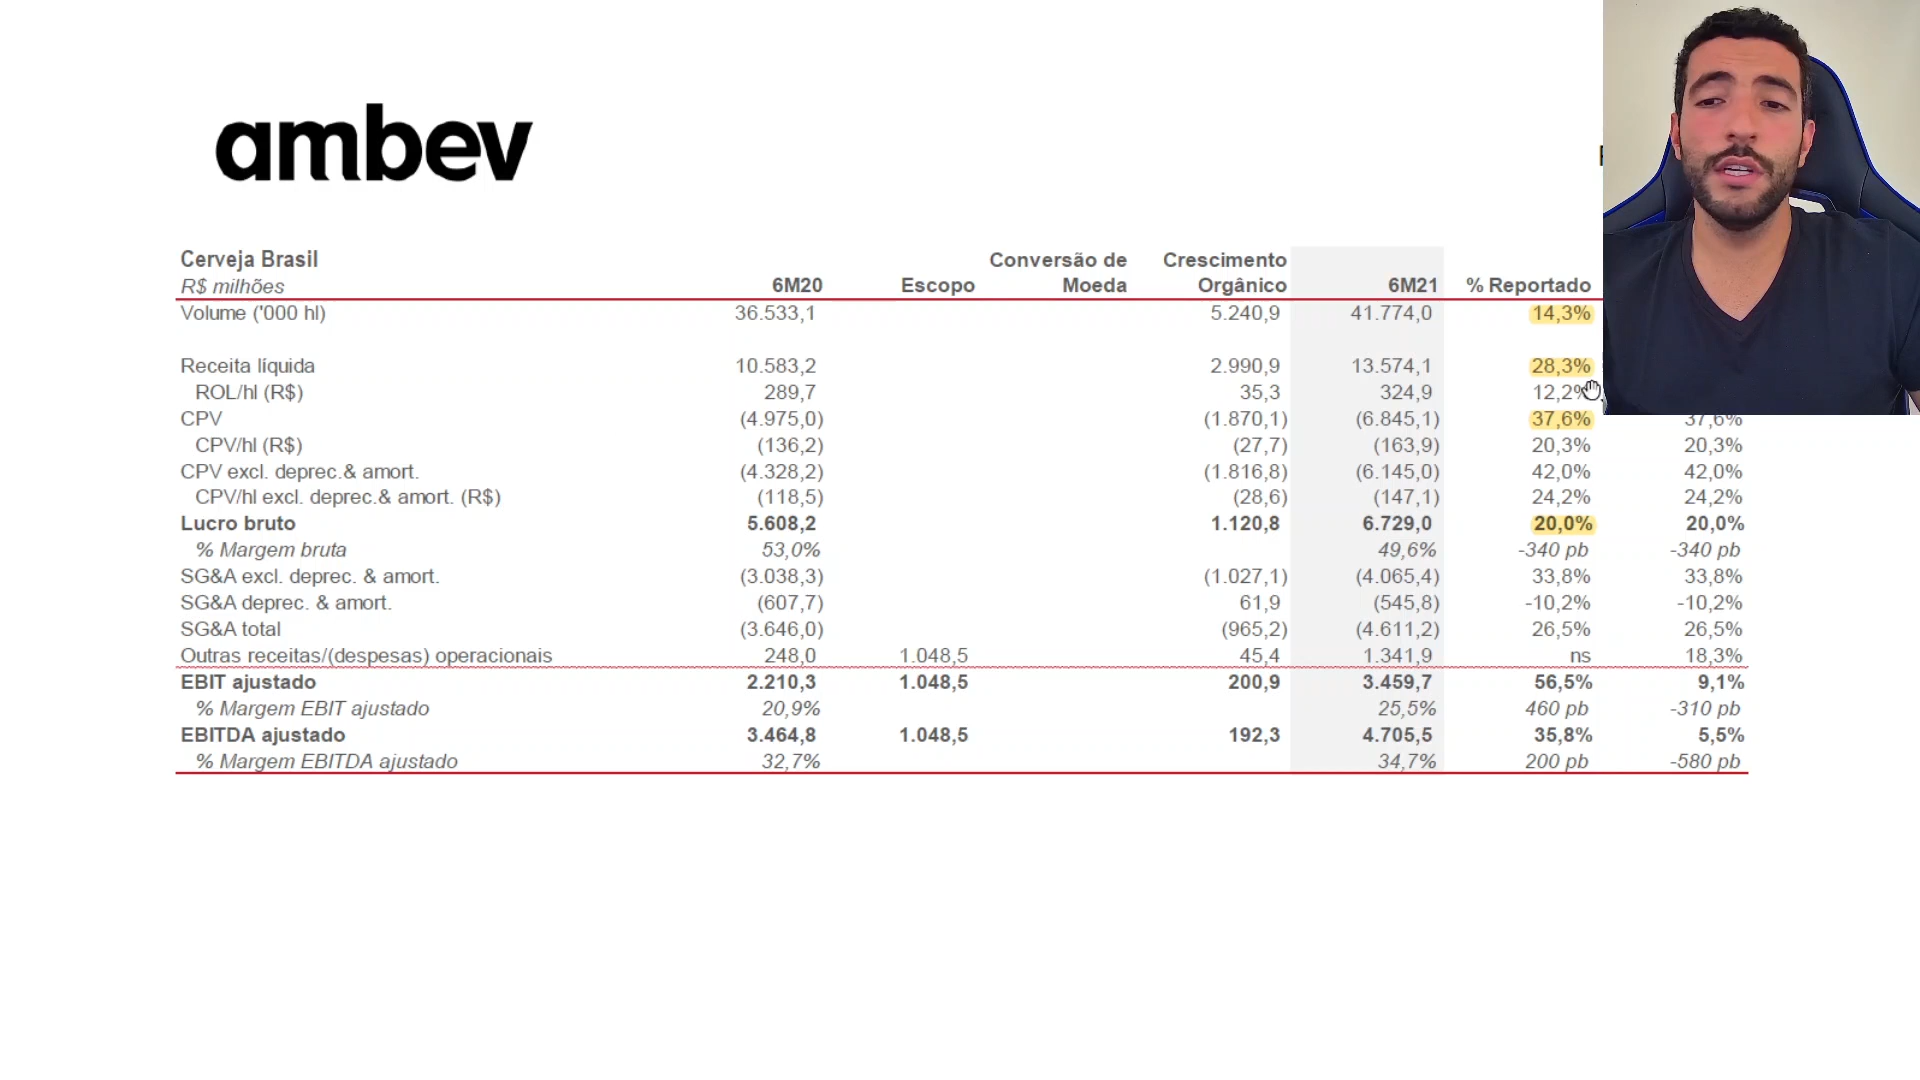 ambev
Cerveja Brasil Conversão de Crescimento
R$ milhões 6M20 Escopo Moeda Orgânico 6M21 % Reportado
Volume ('000 hl) 36.533,1 5.240,9 41.774,0 14,3%
Receita líquida 10.583,2 2.990,9 13.574,1 28,3%
ROL/hl (R$) 289,7 35,3 324,9 12,2%
CPV (4.975,0) (1.870,1) (6.845,1) 37,6% 37,6%
CPV/hl (R$) (136,2) (27,7) (163,9) 20,3% 20,3%
CPV excl. deprec.& amort. (4.328,2) (1.816,8) (6.145,0) 42,0% 42,0%
CPV/hl excl. deprec.& amort. (R$) (118,5) (28,6) (147,1) 24,2% 24,2%
Lucro bruto 5.608,2 1.120,8 6.729,0 20,0% 20,0%
% Margem bruta 53,0% 49,6% -340 pb -340 pb
SG&A excl. deprec. & amort. (3.038,3) (1.027,1) (4.065,4) 33,8% 33,8%
SG&A deprec. & amort. (607,7) 61,9 (545,8) -10,2% -10,2%
SG&A total (3.646,0) (965,2) (4.611,2) 26,5% 26,5%
Outras receitas/(despesas) operacionais 248,0 1.048,5 45,4 1.341,9 ns 18,3%
EBIT ajustado 2.210,3 1.048,5 200,9 3.459,7 56,5% 9,1%
% Margem EBIT ajustado 20,9% 25,5% 460 pb -310 pb
EBITDA ajustado 3.464,8 1.048,5 192,3 4.705,5 35,8% 5,5%
% Margem EBITDA ajustado 32,7% 34,7% 200 pb -580 pb